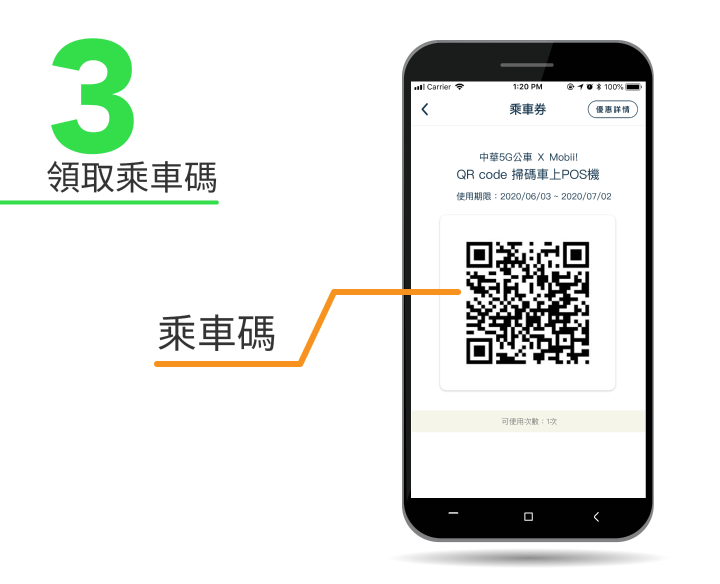 3
領取乘車碼
乘車碼
Carrier 1:20 PM 100%
乘車券 優惠詳情
中華5G公車 X Mobii!
QR code 掃碼車上POS機
使用期限：2020/06/03 ~ 2020/07/02
可使用次數：1次